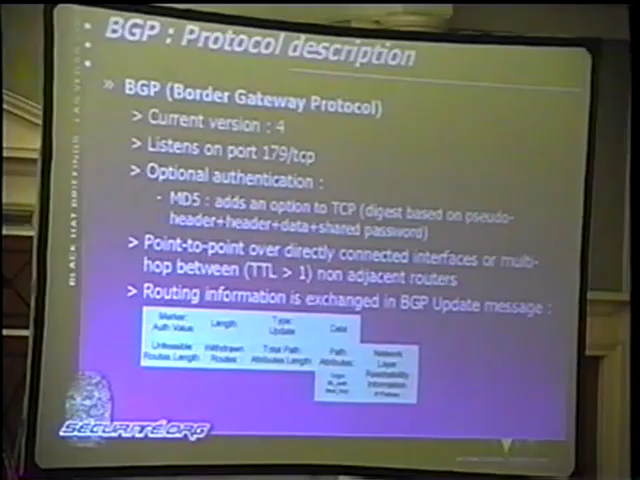 BGP : Protocol description
» BGP (Border Gateway Protocol)
> Current version : 4
> Listens on port 179/tcp
> Optional authentication :
- MD5 : adds an option to TCP (digest based on pseudo-
header+header+data+shared password)
> Point-to-point over directly connected interfaces or multi-
hop between (TTL > 1) non adjacent routers
> Routing information is exchanged in BGP Update message :
Marker:
Auth Value
Length
Type:
Update
Data
Unfeasible
Routes Length
Withdrawn
Routes
Total Path
Attributes Length
Path
Attributes:
Network
Layer
Reachability
Information
BLACK HAT BRIEFINGS - LAS VEGAS
SÉCURITÉ.ORG